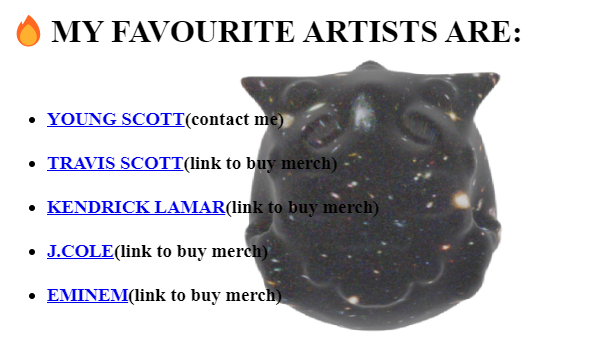 🔥 MY FAVOURITE ARTISTS ARE:
• YOUNG SCOTT(contact me)
• TRAVIS SCOTT(link to buy merch)
• KENDRICK LAMAR(link to buy merch)
• J.COLE(link to buy merch)
• EMINEM(link to buy merch)